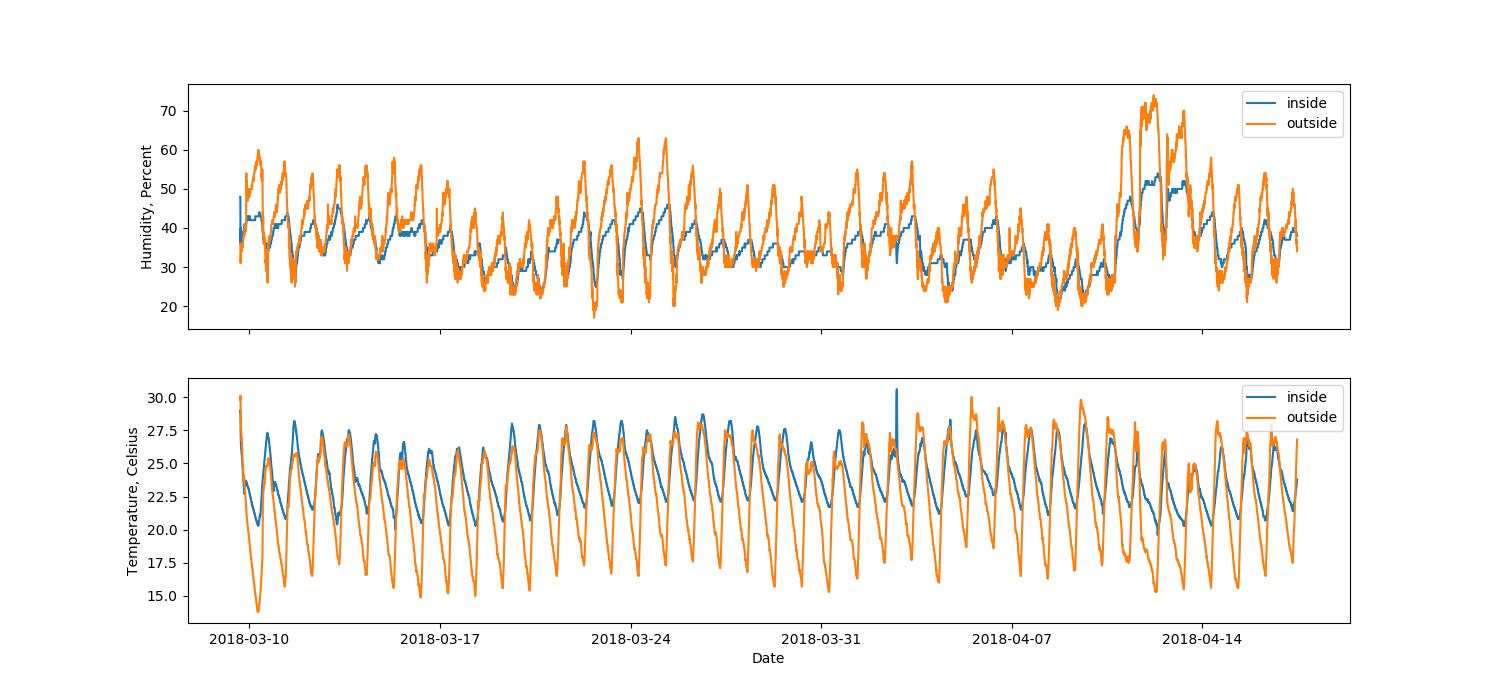 70
60
50
40
30
20
Humidity, Percent
inside
outside
30.0
27.5
25.0
22.5
20.0
17.5
15.0
Temperature, Celsius
inside
outside
2018-03-10 2018-03-17 2018-03-24 2018-03-31 2018-04-07 2018-04-14
Date